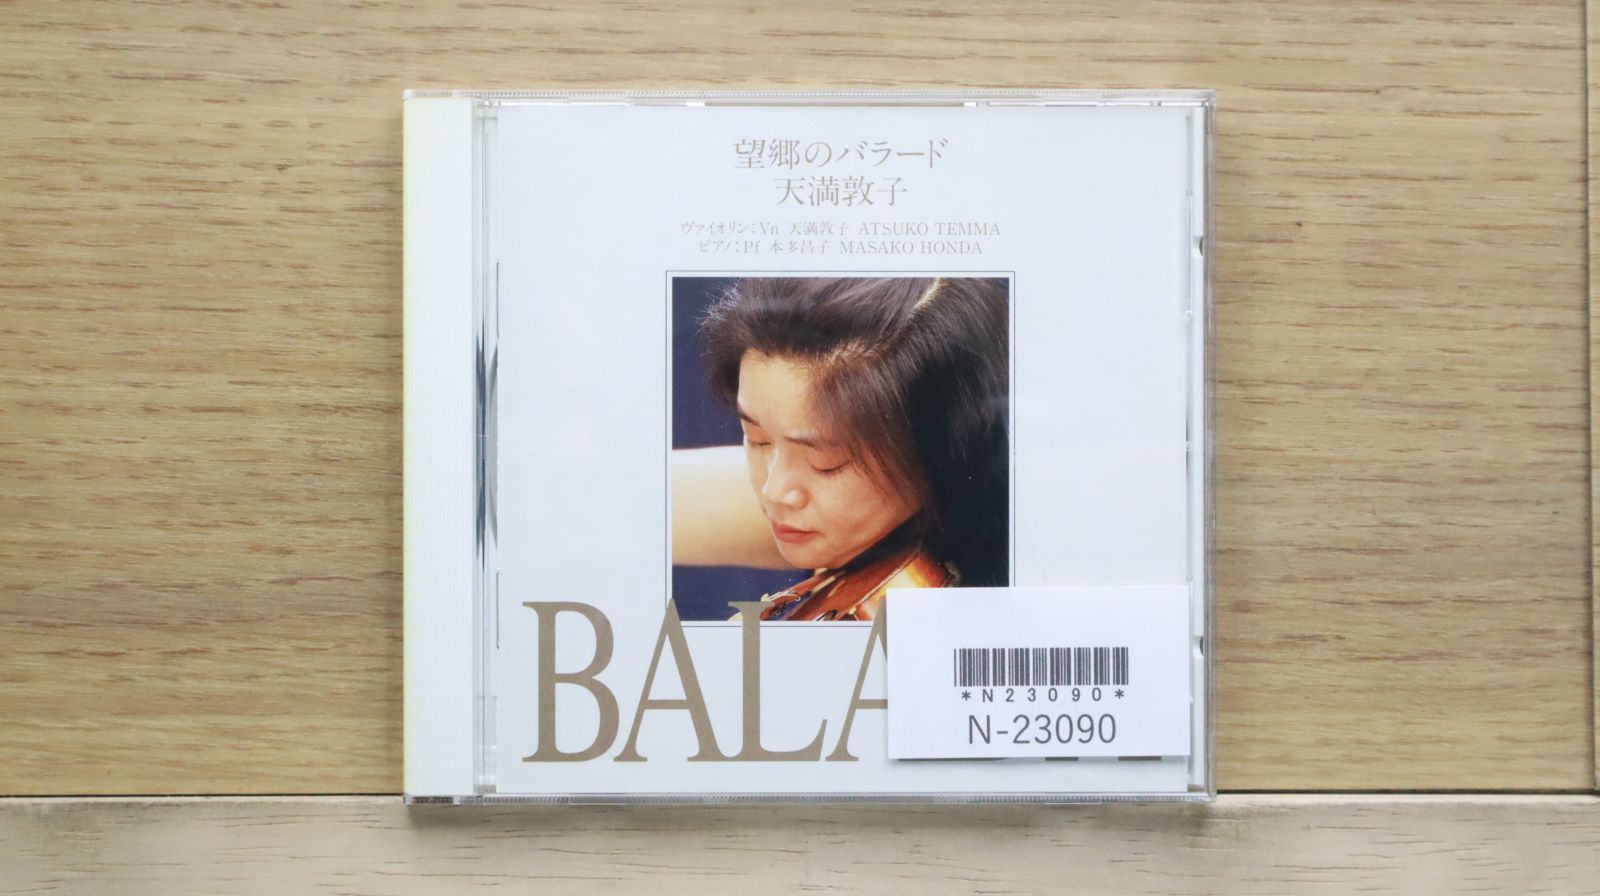 望郷のバラード
天満敦子
ヴァイオリン：Vn 天満敦子 ATSUKO TEMMA
ピアノ：Pf 本多昌子 MASAKO HONDA
BALA
*N23090*
N-23090